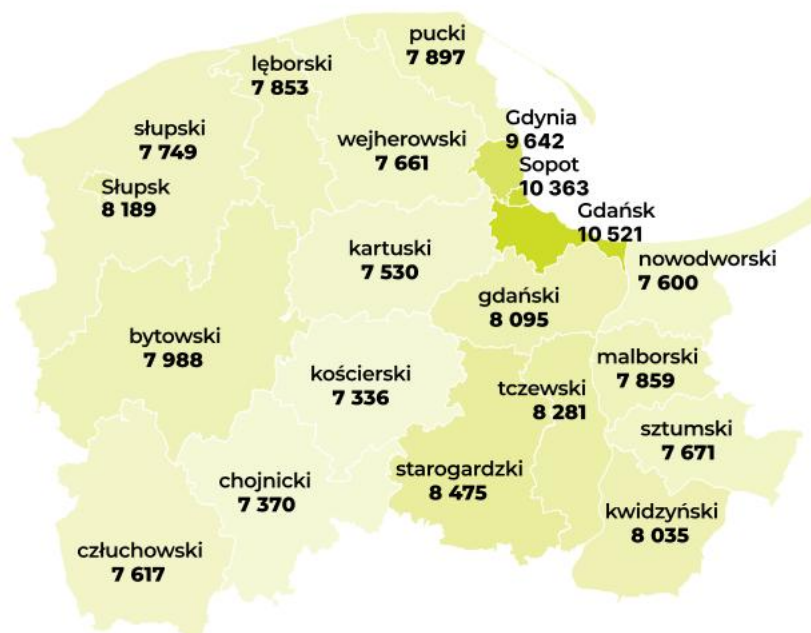 pucki
7 897
lęborski
7 853
słupski
7 749
wejherowski
7 661
Gdynia
9 642
Sopot
10 363
Słupsk
8 189
Gdańsk
10 521
kartuski
7 530
nowodworski
7 600
gdański
8 095
bytowski
7 988
kościerski
7 336
malborski
7 859
tczewski
8 281
sztumski
7 671
chojnicki
7 370
starogardzki
8 475
kwidzyński
8 035
człuchowski
7 617